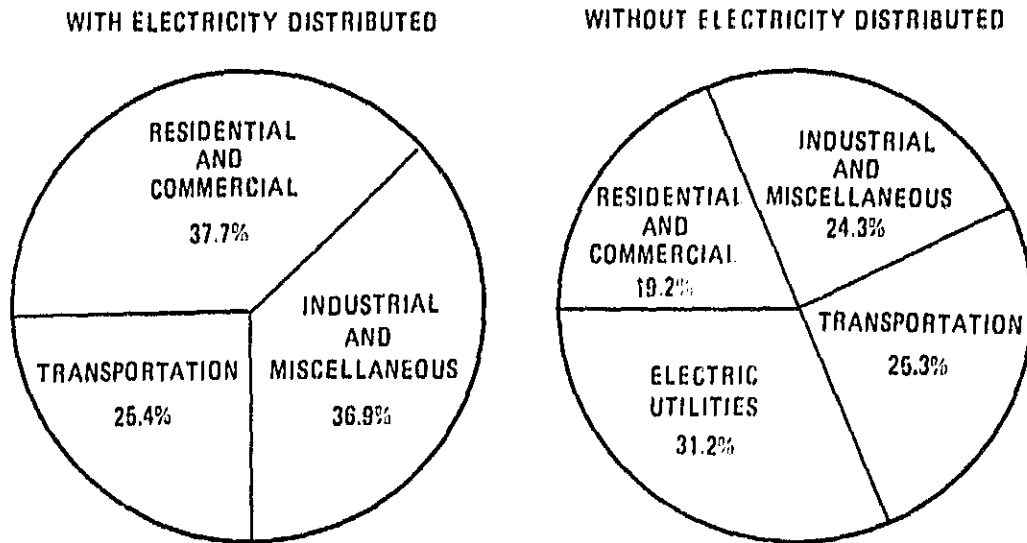 WITH ELECTRICITY DISTRIBUTED
RESIDENTIAL
AND
COMMERCIAL
37.7%
TRANSPORTATION
25.4%
INDUSTRIAL
AND
MISCELLANEOUS
36.9%
WITHOUT ELECTRICITY DISTRIBUTED
INDUSTRIAL
AND
MISCELLANEOUS
24.3%
RESIDENTIAL
AND
COMMERCIAL
19.2%
TRANSPORTATION
25.3%
ELECTRIC
UTILITIES
31.2%